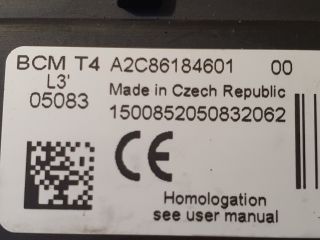 BCM T4 A2C86184601 00
L3'
05083
Made in Czech Republic
1500852050832062
CE
Homologation
see user manual